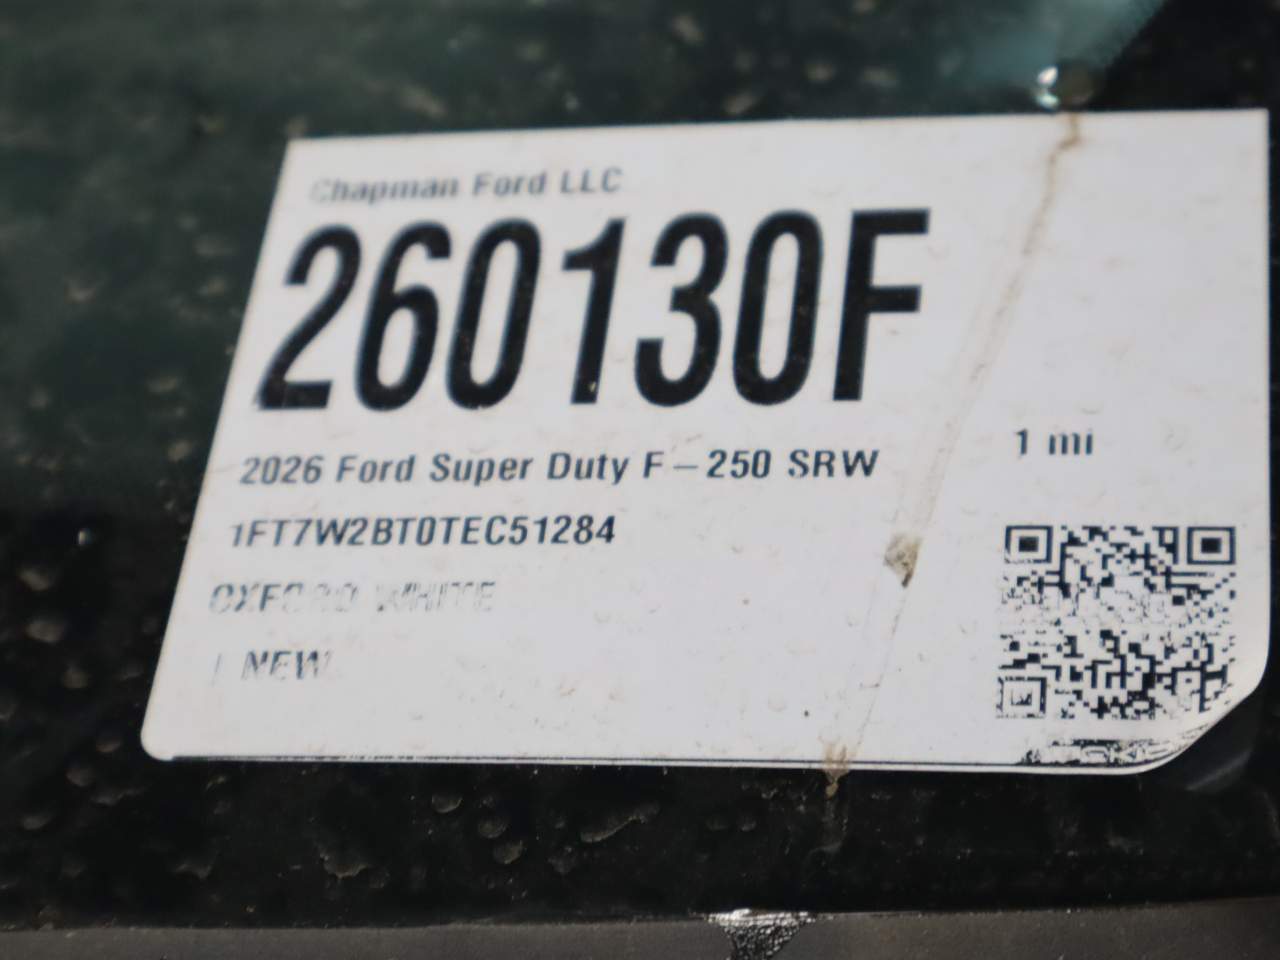 Chapman Ford LLC
260130F
2026 Ford Super Duty F-250 SRW
1 mi
1FT7W2BT0TEC51284
OXFORD WHITE
| NEW